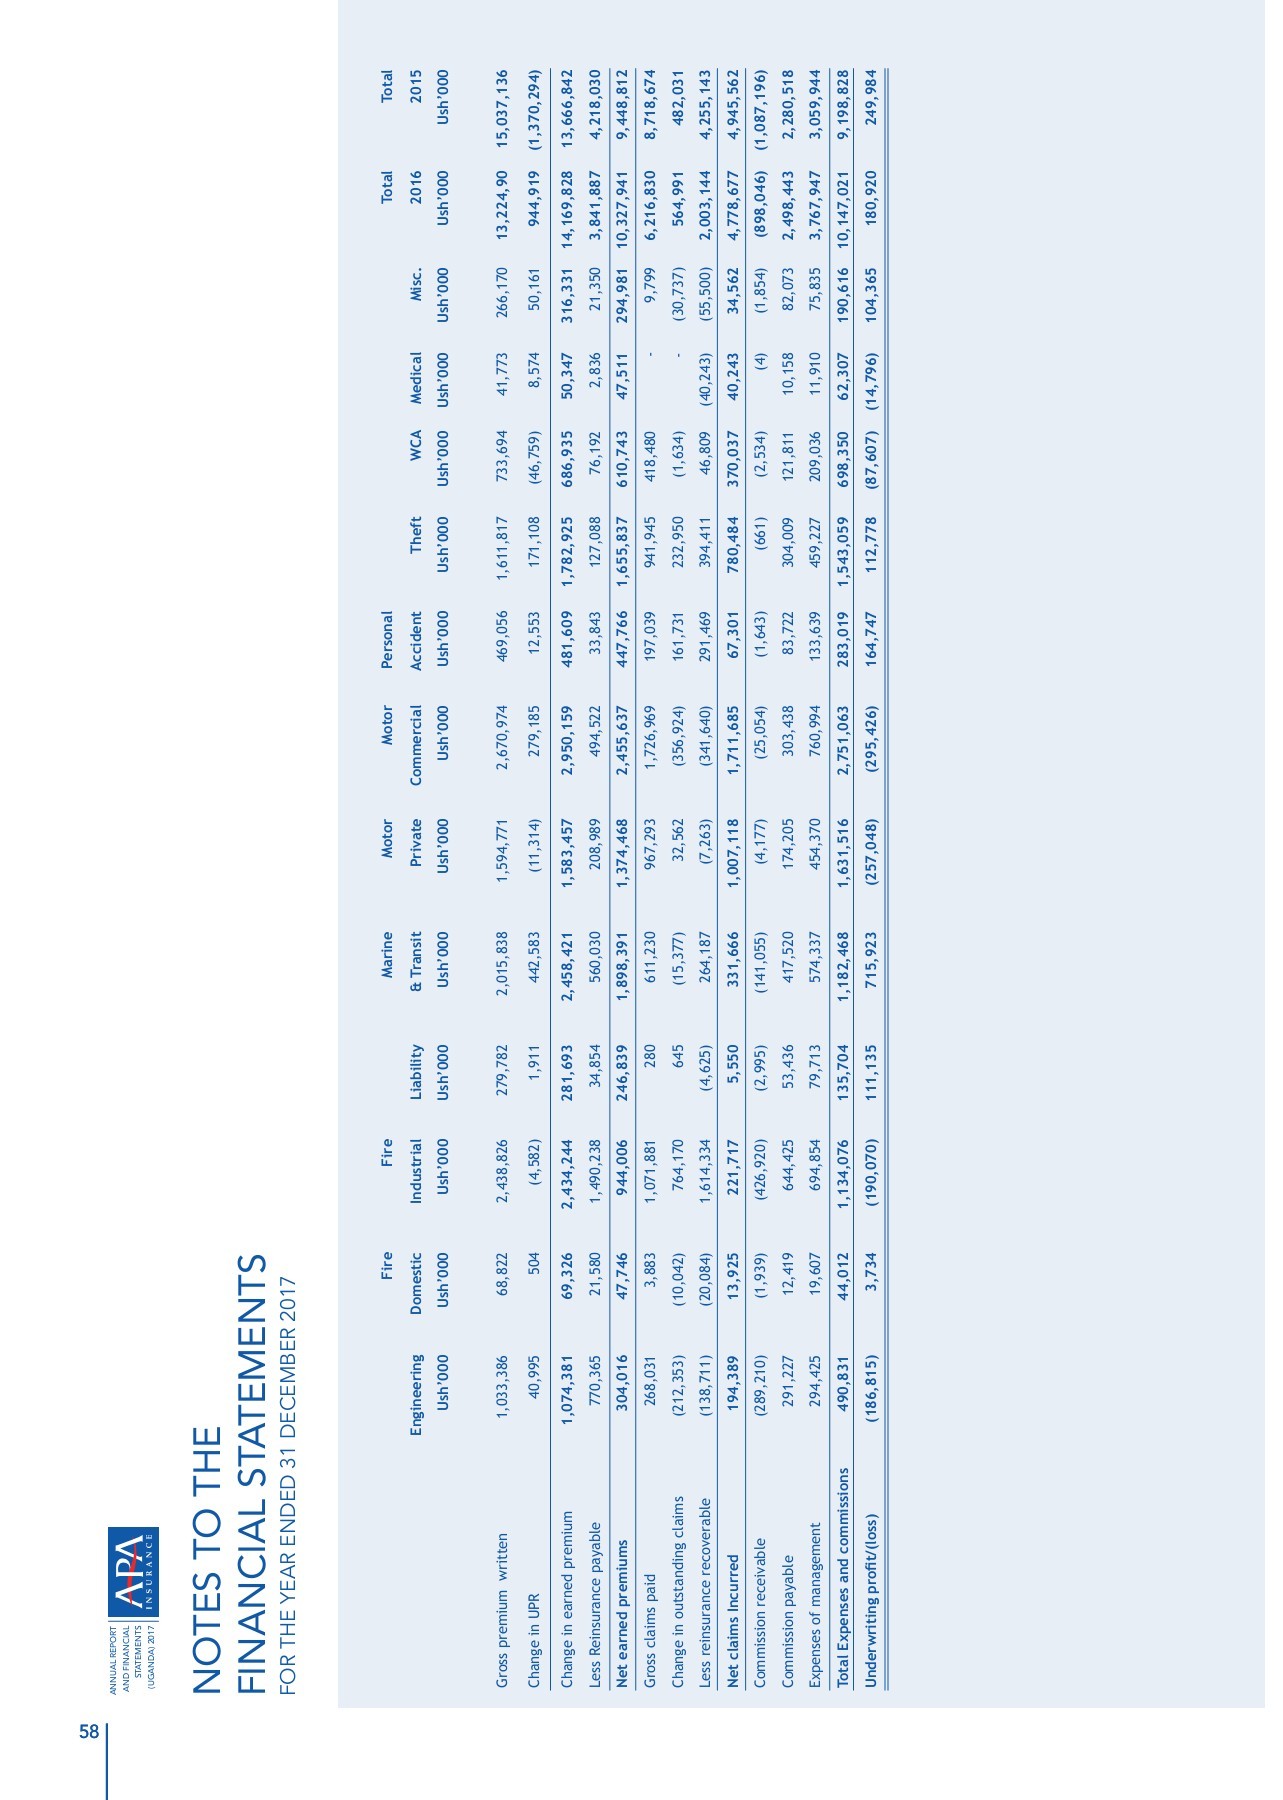 58
ANNUAL REPORT
AND FINANCIAL
STATEMENTS
(UGANDA) 2017
APA
INSURANCE
NOTES TO THE
FINANCIAL STATEMENTS
FOR THE YEAR ENDED 31 DECEMBER 2017
Fire Fire Marine Motor Motor Personal Total Total
Engineering Domestic Industrial Liability & Transit Private Commercial Accident Theft WCA Medical Misc. 2016 2015
Ush'000 Ush'000 Ush'000 Ush'000 Ush'000 Ush'000 Ush'000 Ush'000 Ush'000 Ush'000 Ush'000 Ush'000 Ush'000 Ush'000
Gross premium written 1,033,386 68,822 2,438,826 279,782 2,015,838 1,594,771 2,670,974 469,056 1,611,817 733,694 41,773 266,170 13,224,90 15,037,136
Change in UPR 40,995 504 (4,582) 1,911 442,583 (11,314) 279,185 12,553 171,108 (46,759) 8,574 50,161 944,919 (1,370,294)
Change in earned premium 1,074,381 69,326 2,434,244 281,693 2,458,421 1,583,457 2,950,159 481,609 1,782,925 686,935 50,347 316,331 14,169,828 13,666,842
Less Reinsurance payable 770,365 21,580 1,490,238 34,854 560,030 208,989 494,522 33,843 127,088 76,192 2,836 21,350 3,841,887 4,218,030
Net earned premiums 304,016 47,746 944,006 246,839 1,898,391 1,374,468 2,455,637 447,766 1,655,837 610,743 47,511 294,981 10,327,941 9,448,812
Gross claims paid 268,031 3,883 1,071,881 280 611,230 967,293 1,726,969 197,039 941,945 418,480 - 9,799 6,216,830 8,718,674
Change in outstanding claims (212,353) (10,042) 764,170 645 (15,377) 32,562 (356,924) 161,731 232,950 (1,634) - (30,737) 564,991 482,031
Less reinsurance recoverable (138,711) (20,084) 1,614,334 (4,625) 264,187 (7,263) (341,640) 291,469 394,411 46,809 (40,243) (55,500) 2,003,144 4,255,143
Net claims Incurred 194,389 13,925 221,717 5,550 331,666 1,007,118 1,711,685 67,301 780,484 370,037 40,243 34,562 4,778,677 4,945,562
Commission receivable (289,210) (1,939) (426,920) (2,995) (141,055) (4,177) (25,054) (1,643) (661) (2,534) (4) (1,854) (898,046) (1,087,196)
Commission payable 291,227 12,419 644,425 53,436 417,520 174,205 303,438 83,722 304,009 121,811 10,158 82,073 2,498,443 2,280,518
Expenses of management 294,425 19,607 694,854 79,713 574,337 454,370 760,994 133,639 459,227 209,036 11,910 75,835 3,767,947 3,059,944
Total Expenses and commissions 490,831 44,012 1,134,076 135,704 1,182,468 1,631,516 2,751,063 283,019 1,543,059 698,350 62,307 190,616 10,147,021 9,198,828
Underwriting profit/(loss) (186,815) 3,734 (190,070) 111,135 715,923 (257,048) (295,426) 164,747 112,778 (87,607) (14,796) 104,365 180,920 249,984